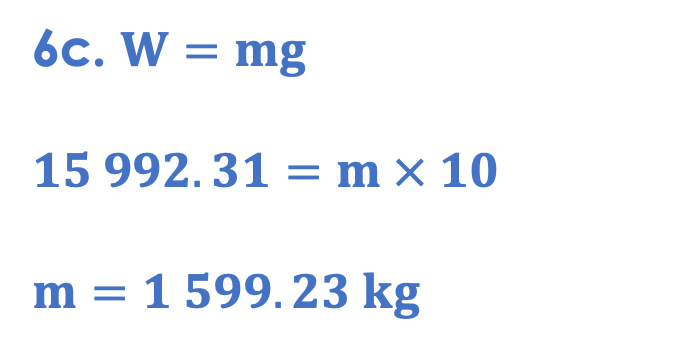 6c. W = mg
15 992. 31 = m × 10
m = 1 599. 23 kg